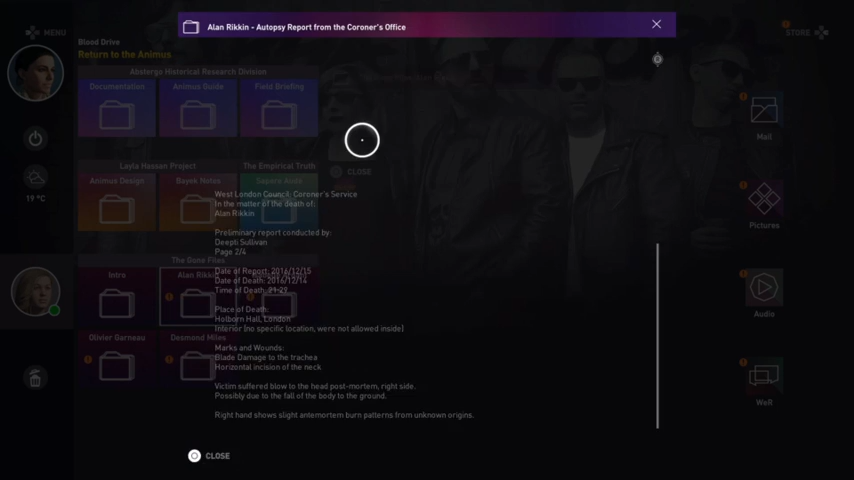 Alan Rikkin - Autopsy Report from the Coroner's Office
MENU
STORE
Blood Drive
Return to the Animus
Abstergo Historical Research Division
Documentation
Animus Guide
Field Briefing
Mail
Layla Hassan Project
The Empirical Truth
CLOSE
Animus Design
Bayek Notes
19 °C
West London Council: Coroner's Service
In the matter of the death of:
Alan Rikkin
Pictures
Preliminary report conducted by:
Deepti Sullivan
Page 2/4
The Gone Files
Intro
Alan Rikkin
Date of Report: 2016/12/15
Date of Death: 2016/12/14
Time of Death: 21:29
Place of Death:
Holborn Hall, London
Interior (no specific location, were not allowed inside)
Audio
Olivier Garneau
Desmond Miles
Marks and Wounds:
Blade Damage to the trachea
Horizontal incision of the neck
Victim suffered blow to the head post-mortem, right side.
Possibly due to the fall of the body to the ground.
WeR
Right hand shows slight antemortem burn patterns from unknown origins.
CLOSE